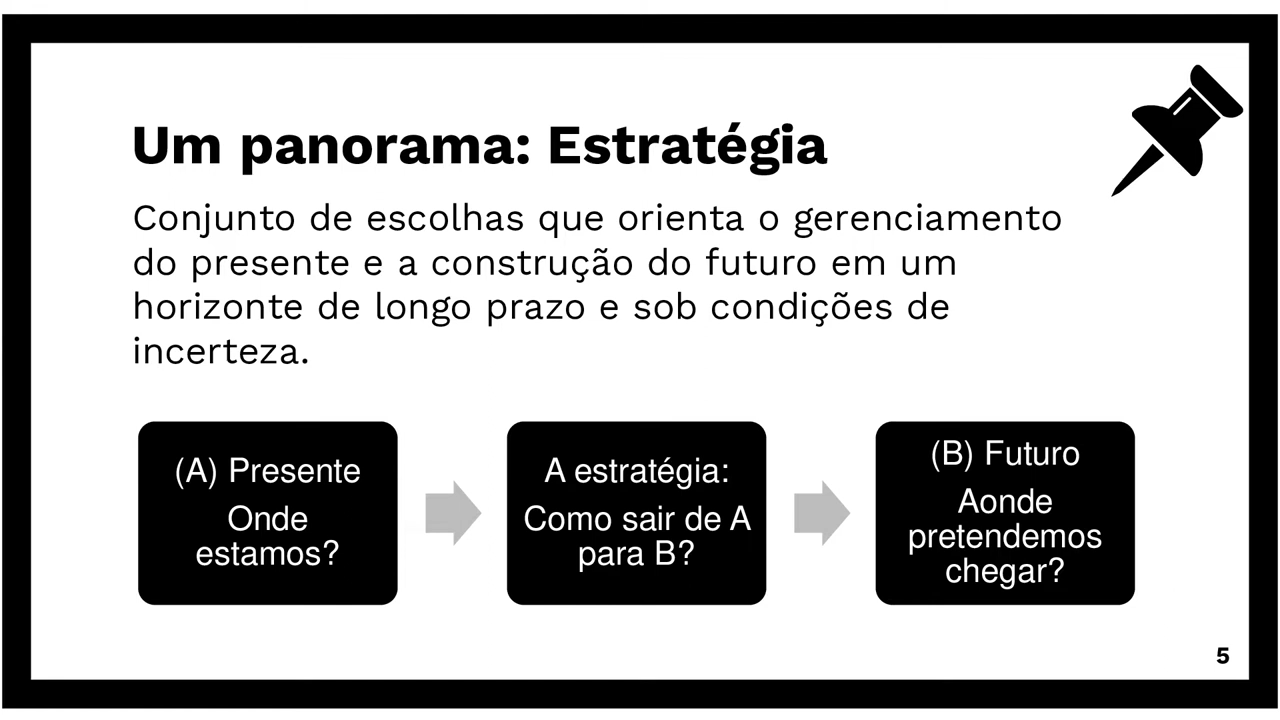 Um panorama: Estratégia
Conjunto de escolhas que orienta o gerenciamento
do presente e a construção do futuro em um
horizonte de longo prazo e sob condições de
incerteza.
(A) Presente
Onde
estamos?
A estratégia:
Como sair de A
para B?
(B) Futuro
Aonde
pretendemos
chegar?
5